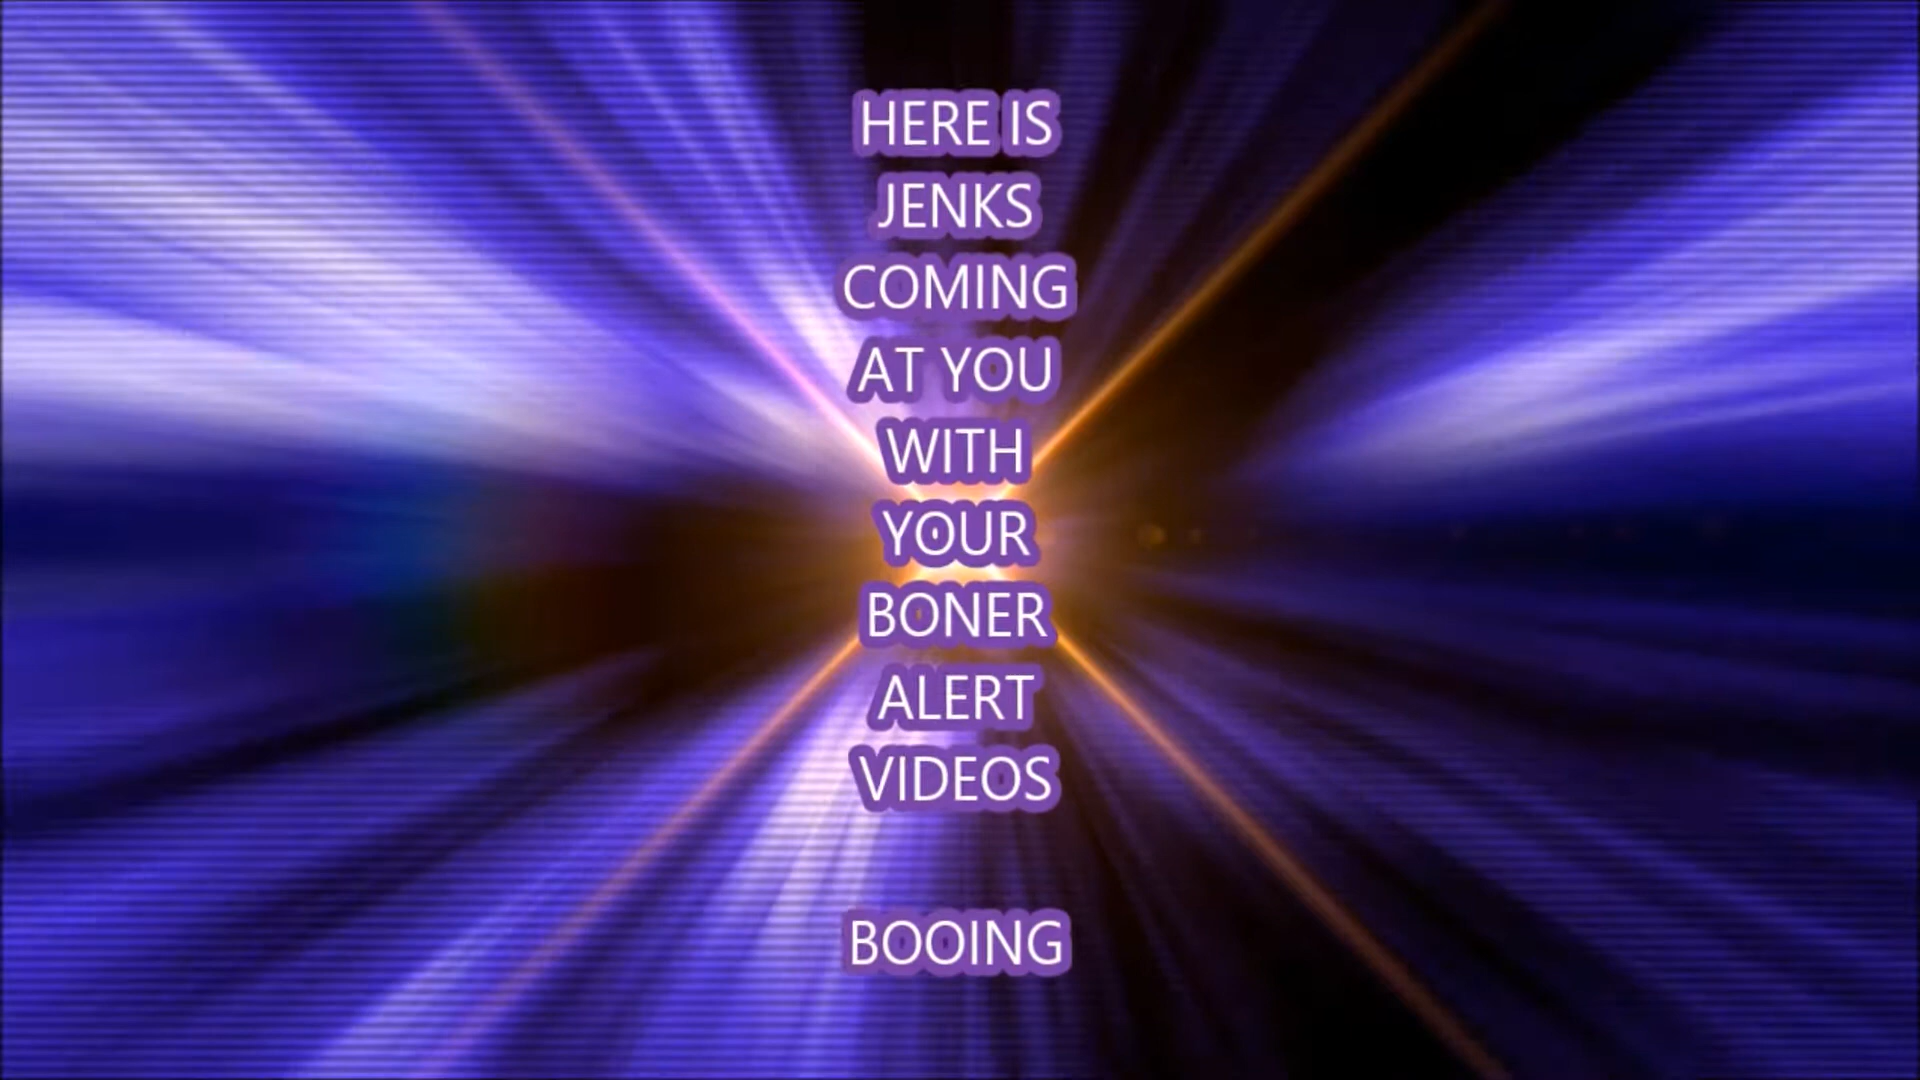 HERE IS
JENKS
COMING
AT YOU
WITH
YOUR
BONER
ALERT
VIDEOS
BOOING